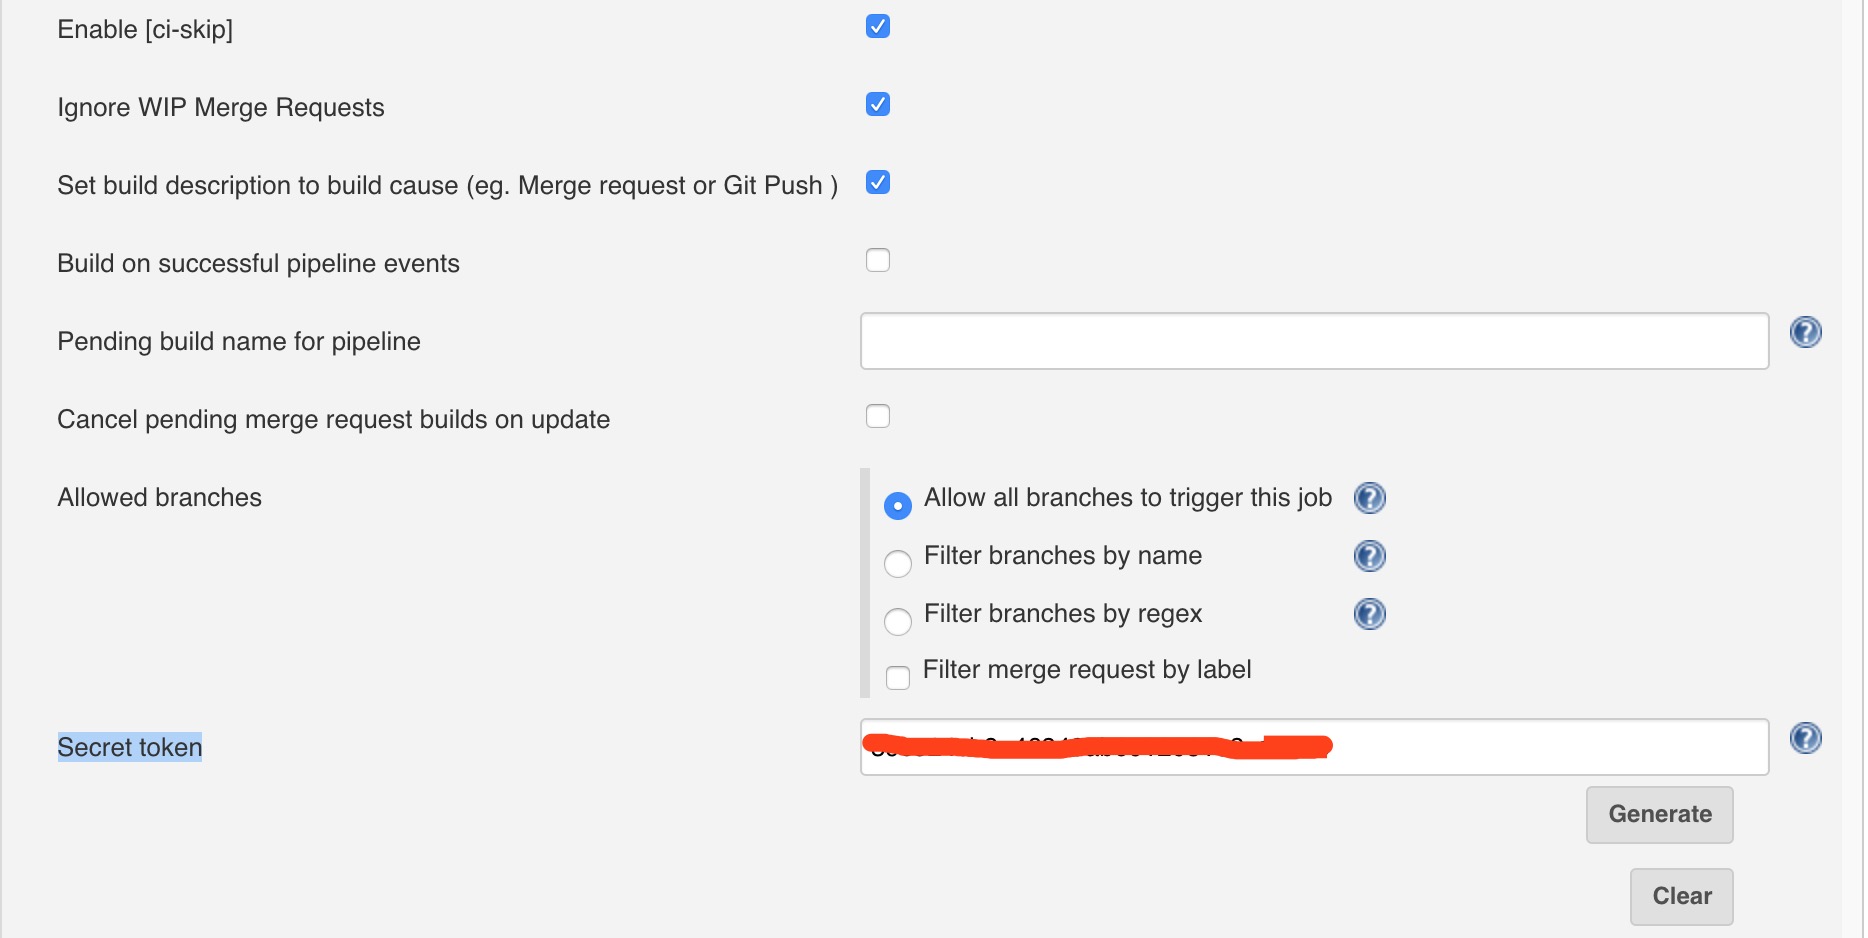 Enable [ci-skip]
Ignore WIP Merge Requests
Set build description to build cause (eg. Merge request or Git Push )
Build on successful pipeline events
Pending build name for pipeline
Cancel pending merge request builds on update
Allowed branches
Allow all branches to trigger this job
Filter branches by name
Filter branches by regex
Filter merge request by label
Secret token
Generate
Clear